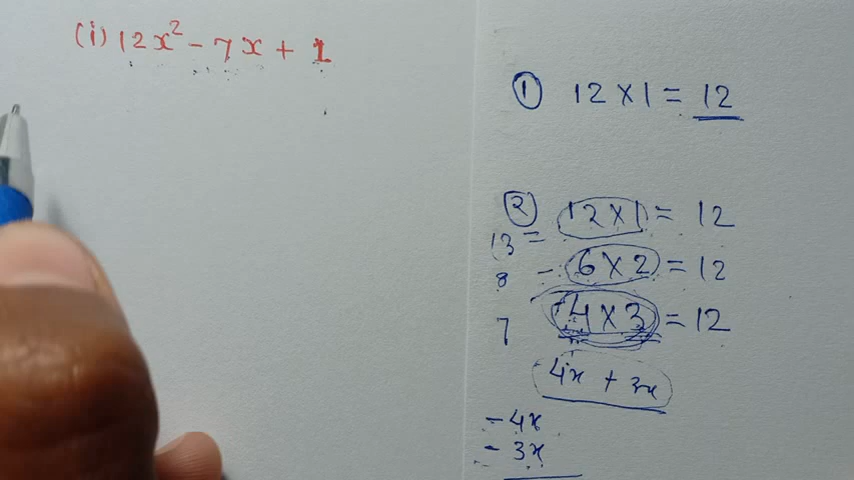 (i) 12x² - 7x + 1
① 12 × 1 = 12
② 12 × 1 = 12
13 =
8 - 6 × 2 = 12
7 4 × 3 = 12
4x + 3x
- 4x
- 3x